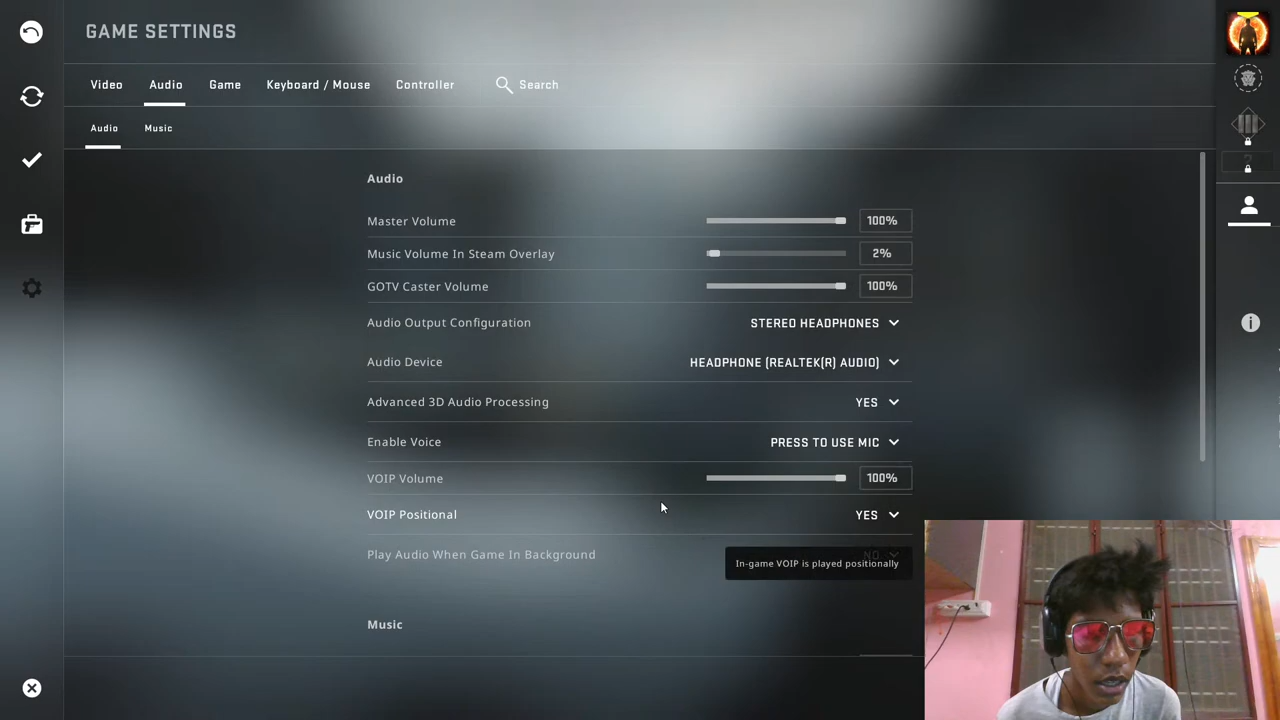 GAME SETTINGS
Video Audio Game Keyboard / Mouse Controller Search
Audio Music
Audio
Master Volume 100%
Music Volume In Steam Overlay 2%
GOTV Caster Volume 100%
Audio Output Configuration STEREO HEADPHONES
Audio Device HEADPHONE (REALTEK(R) AUDIO)
Advanced 3D Audio Processing YES
Enable Voice PRESS TO USE MIC
VOIP Volume 100%
VOIP Positional YES
Play Audio When Game In Background NO
In-game VOIP is played positionally
Music